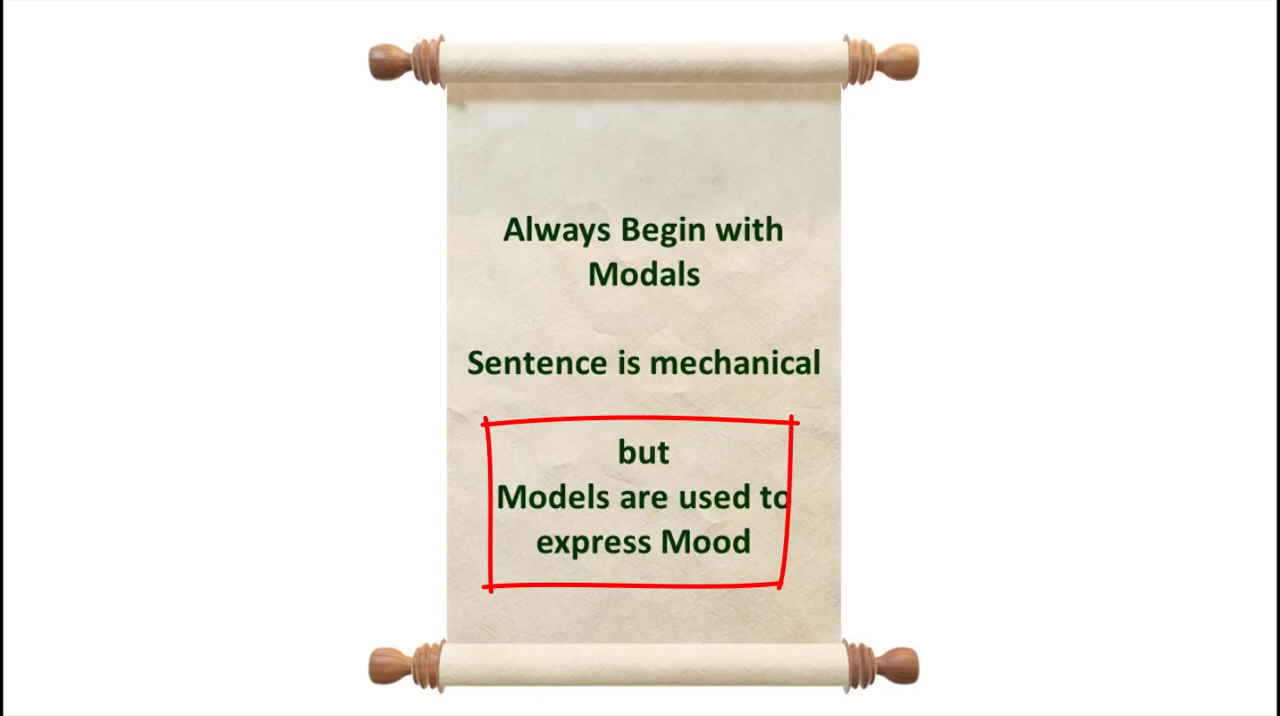 Always Begin with
Modals
Sentence is mechanical
but
Models are used to
express Mood